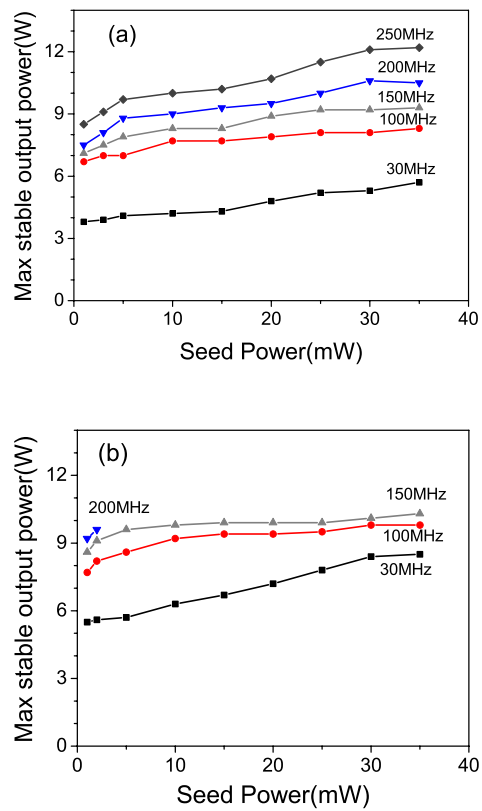 (a)
250MHz
200MHz
150MHz
100MHz
30MHz
Max stable output power(W)
12
9
6
3
0
0 10 20 30 40
Seed Power(mW)
(b)
200MHz
150MHz
100MHz
30MHz
Max stable output power(W)
12
9
6
3
0
0 10 20 30 40
Seed Power(mW)